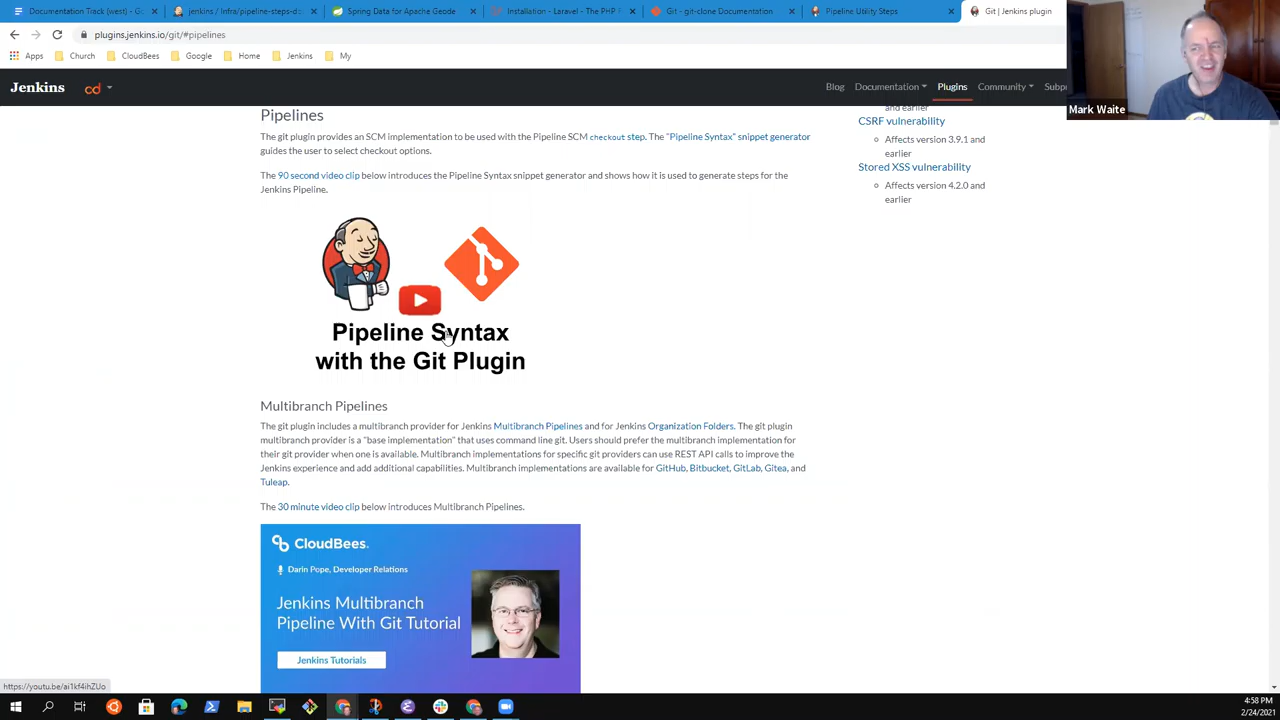 Documentation Track (west) - Go
jenkins / Infra/pipeline-steps-do
Spring Data for Apache Geode
Installation - Laravel - The PHP F
Git - git-clone Documentation
Pipeline Utility Steps
Git | Jenkins plugin
plugins.jenkins.io/git/#pipelines
Apps
Church
CloudBees
Google
Home
Jenkins
My
Jenkins
cd
Blog
Documentation
Plugins
Community
Subp
Mark Waite
Pipelines
The git plugin provides an SCM implementation to be used with the Pipeline SCM checkout step. The "Pipeline Syntax" snippet generator
guides the user to select checkout options.
The 90 second video clip below introduces the Pipeline Syntax snippet generator and shows how it is used to generate steps for the
Jenkins Pipeline.
Pipeline Syntax
with the Git Plugin
Multibranch Pipelines
The git plugin includes a multibranch provider for Jenkins Multibranch Pipelines and for Jenkins Organization Folders. The git plugin
multibranch provider is a "base implementation" that uses command line git. Users should prefer the multibranch implementation for
their git provider when one is available. Multibranch implementations for specific git providers can use REST API calls to improve the
Jenkins experience and add additional capabilities. Multibranch implementations are available for GitHub, Bitbucket, GitLab, Gitea, and
Tuleap.
The 30 minute video clip below introduces Multibranch Pipelines.
CloudBees.
Darin Pope, Developer Relations
Jenkins Multibranch
Pipeline With Git Tutorial
Jenkins Tutorials
and earlier
CSRF vulnerability
Affects version 3.9.1 and
earlier
Stored XSS vulnerability
Affects version 4.2.0 and
earlier
https://youtu.be/ai1kf4ihZUo
4:58 PM
2/24/2021